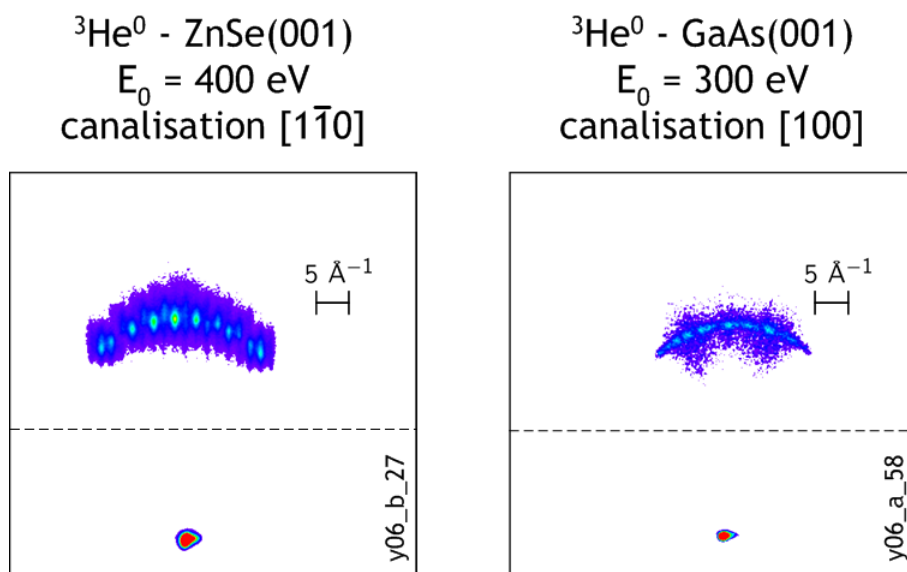 ³He⁰ - ZnSe(001)
E₀ = 400 eV
canalisation [11̄0]
5 Å⁻¹
y06_b_27
³He⁰ - GaAs(001)
E₀ = 300 eV
canalisation [100]
5 Å⁻¹
y06_a_58